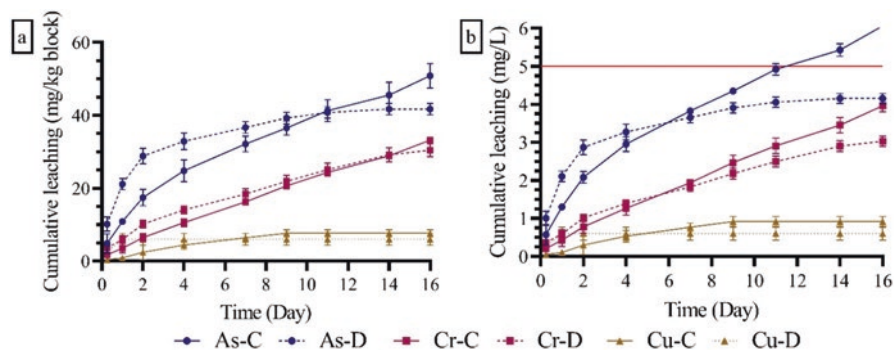 a
Cumulative leaching (mg/kg block)
60
40
20
0
0 2 4 6 8 10 12 14 16
Time (Day)
b
Cumulative leaching (mg/L)
6
5
4
3
2
1
0
0 2 4 6 8 10 12 14 16
Time (Day)
As-C As-D Cr-C Cr-D Cu-C Cu-D